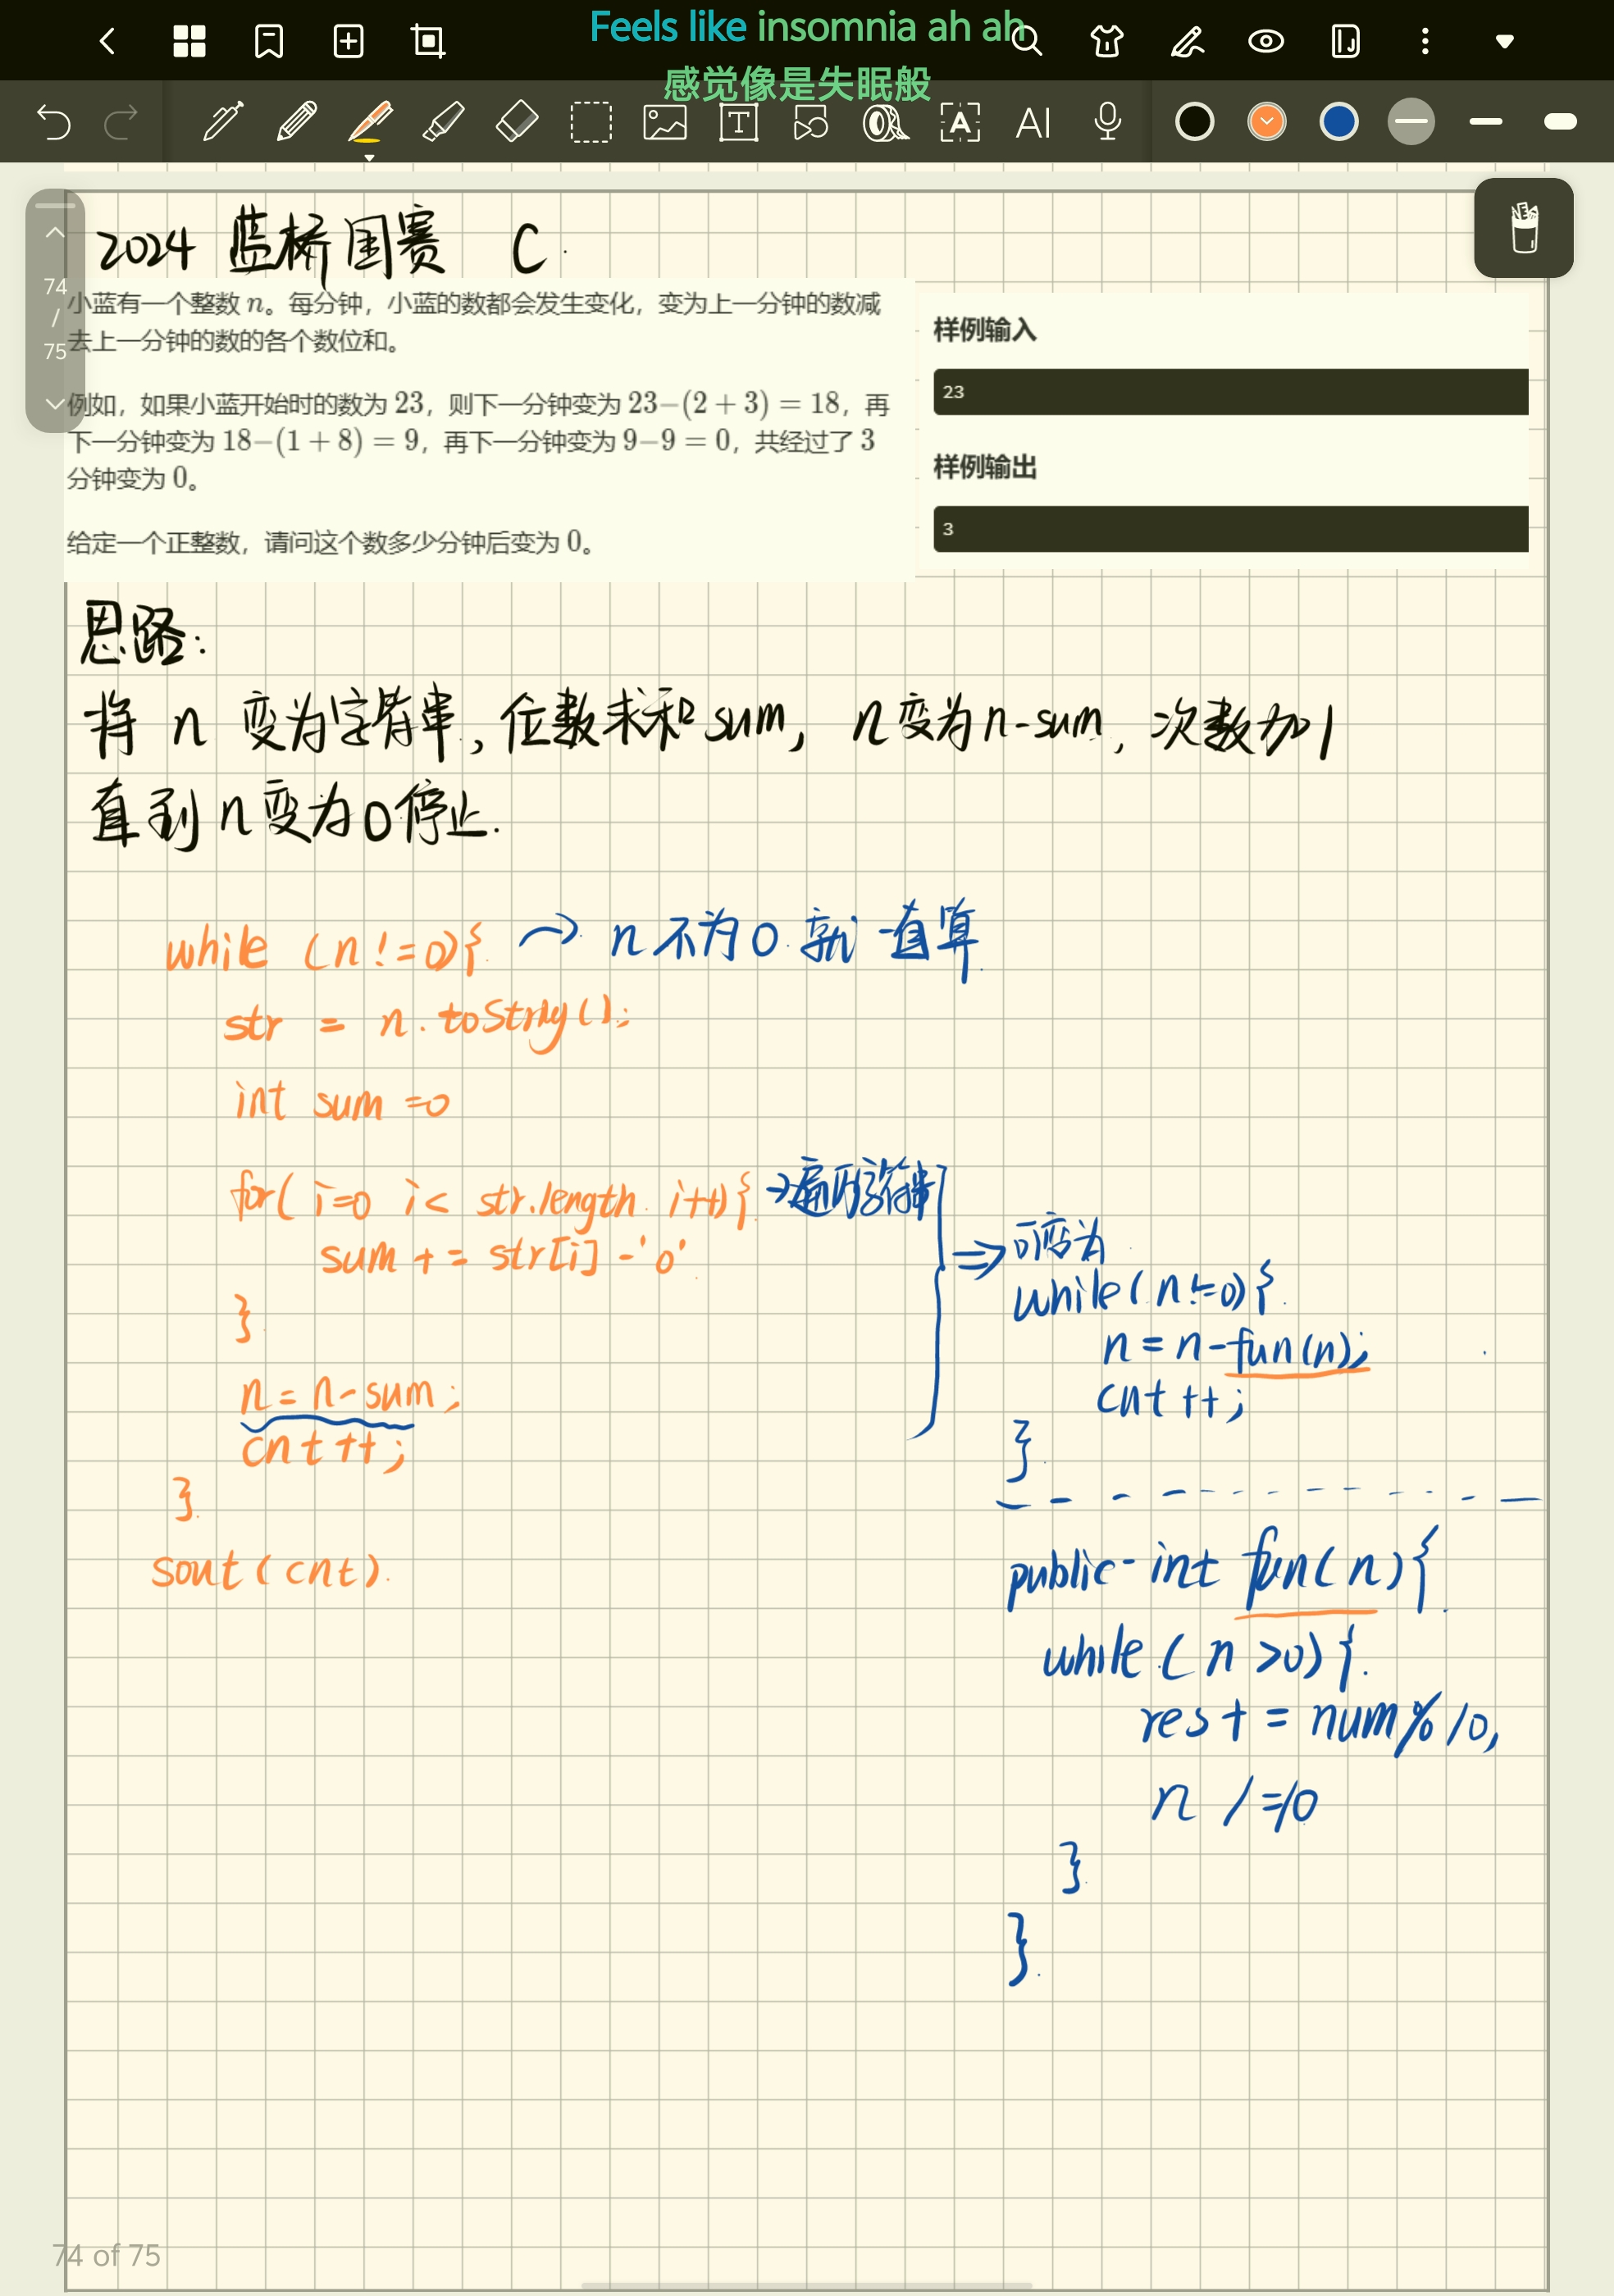 Feels like insomnia ah ah
感觉像是失眠般
AI
2024 蓝桥国赛 C
74
/
75
小蓝有一个整数 n。每分钟，小蓝的数都会发生变化，变为上一分钟的数减
去上一分钟的数的各个数位和。
例如，如果小蓝开始时的数为 23，则下一分钟变为 23−(2 + 3) = 18，再
下一分钟变为 18−(1 + 8) = 9，再下一分钟变为 9−9 = 0，共经过了 3
分钟变为 0。
给定一个正整数，请问这个数多少分钟后变为 0。
样例输入
23
样例输出
3
思路:
将 n 变为字符串, 位数求和 sum, n变为n-sum, 次数加1
直到n变为0停止.
while (n!=0){ → n不为0就一直算
str = n.toString();
int sum =0
for( i=0 i< str.length i++){ →遍历字符串
sum += str[i] -'0'
}
n = n - sum;
cnt++;
}
sout(cnt).
⇒可变为
while(n!=0){
n = n-fun(n);
cnt ++;
}
public int fun(n){
while (n >0){
res += num%10,
n /=10
}
}
74 of 75